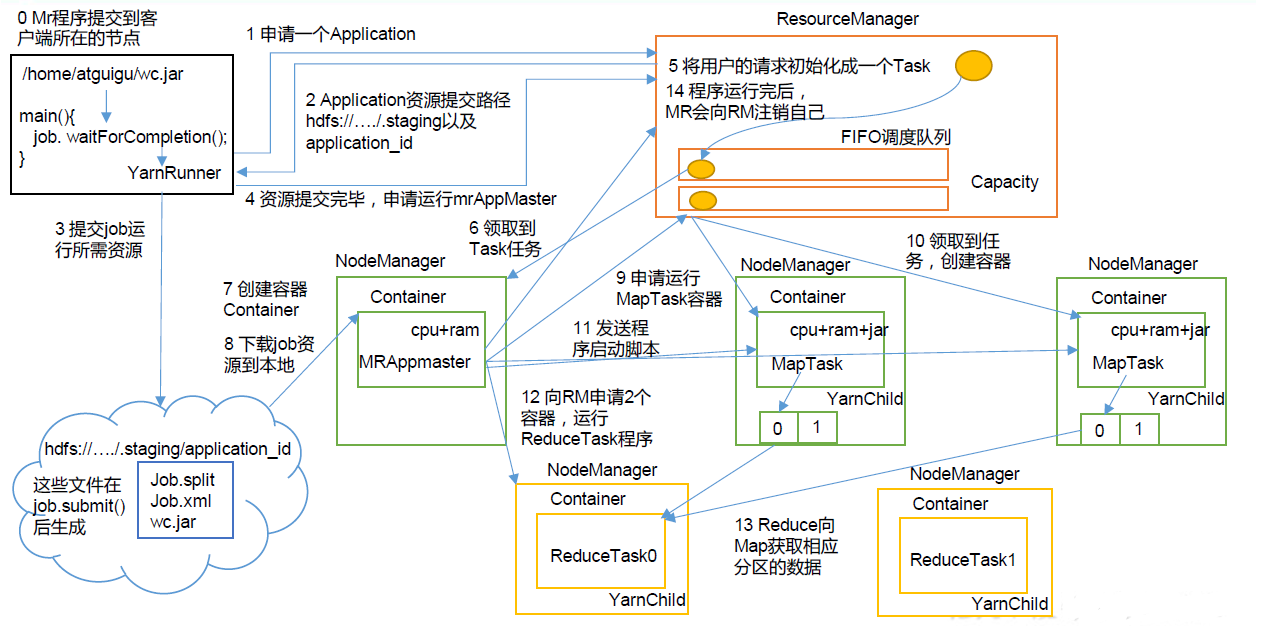 0 Mr程序提交到客
户端所在的节点
/home/atguigu/wc.jar
main(){
job. waitForCompletion();
}
YarnRunner
1 申请一个Application
2 Application资源提交路径
hdfs://…./.staging以及
application_id
4 资源提交完毕，申请运行mrAppMaster
ResourceManager
5 将用户的请求初始化成一个Task
14 程序运行完后，
MR会向RM注销自己
FIFO调度队列
Capacity
3 提交job运
行所需资源
6 领取到
Task任务
7 创建容器
Container
8 下载job资
源到本地
NodeManager
Container
cpu+ram
MRAppmaster
9 申请运行
MapTask容器
10 领取到任
务，创建容器
11 发送程
序启动脚本
NodeManager
Container
cpu+ram+jar
MapTask
YarnChild
0
1
NodeManager
Container
cpu+ram+jar
MapTask
YarnChild
0
1
12 向RM申请2个
容器，运行
ReduceTask程序
hdfs://…./.staging/application_id
这些文件在
job.submit()
后生成
Job.split
Job.xml
wc.jar
NodeManager
Container
ReduceTask0
YarnChild
13 Reduce向
Map获取相应
分区的数据
NodeManager
Container
ReduceTask1
YarnChild